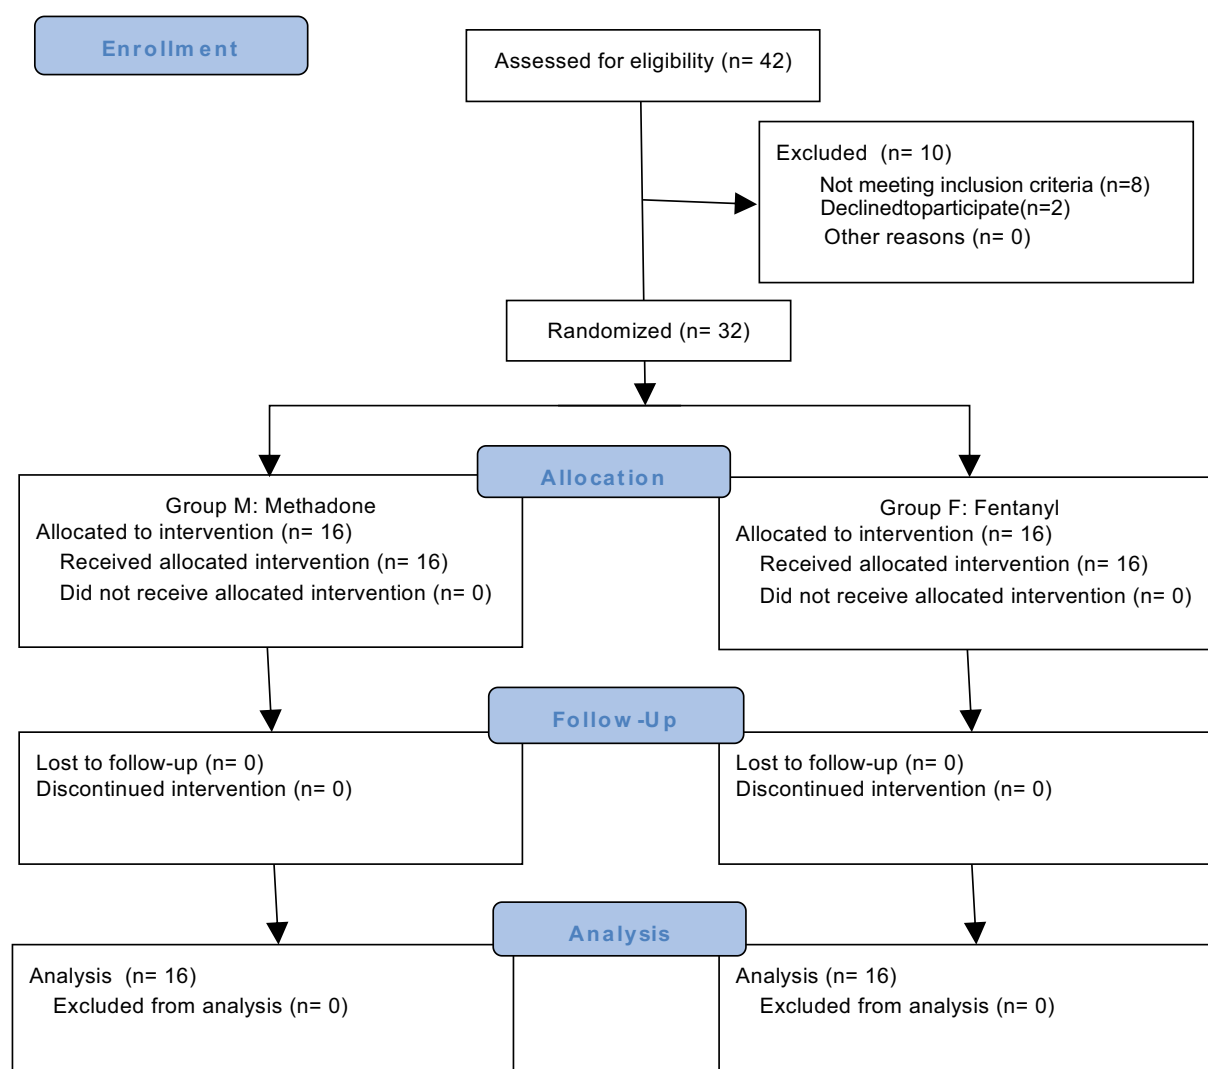 Enrollment
Assessed for eligibility (n= 42)
Excluded  (n= 10)
Not meeting inclusion criteria (n=8)
Declinedtoparticipate(n=2)
Other reasons (n= 0)
Randomized (n= 32)
Allocation
Group M: Methadone
Allocated to intervention (n= 16)
Received allocated intervention (n= 16)
Did not receive allocated intervention (n= 0)
Group F: Fentanyl
Allocated to intervention (n= 16)
Received allocated intervention (n= 16)
Did not receive allocated intervention (n= 0)
Follow-Up
Lost to follow-up (n= 0)
Discontinued intervention (n= 0)
Lost to follow-up (n= 0)
Discontinued intervention (n= 0)
Analysis
Analysis  (n= 16)
Excluded from analysis (n= 0)
Analysis (n= 16)
Excluded from analysis (n= 0)